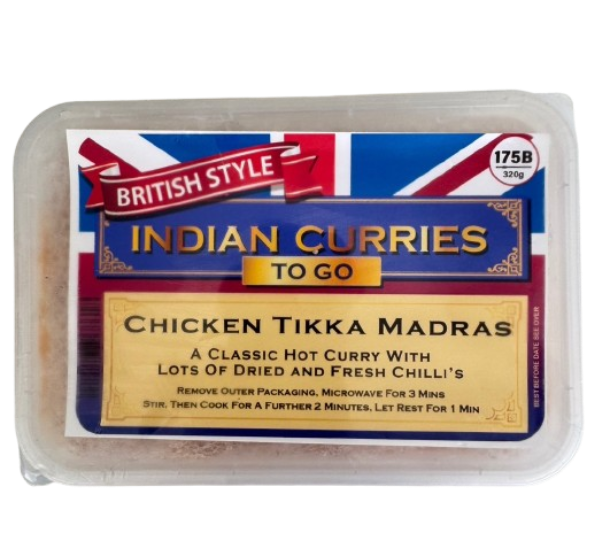 175B
320g
BRITISH STYLE
INDIAN CURRIES
TO GO
CHICKEN TIKKA MADRAS
A CLASSIC HOT CURRY WITH
LOTS OF DRIED AND FRESH CHILLI'S
REMOVE OUTER PACKAGING, MICROWAVE FOR 3 MINS
STIR, THEN COOK FOR A FURTHER 2 MINUTES, LET REST FOR 1 MIN
BEST BEFORE DATE SEE OVER